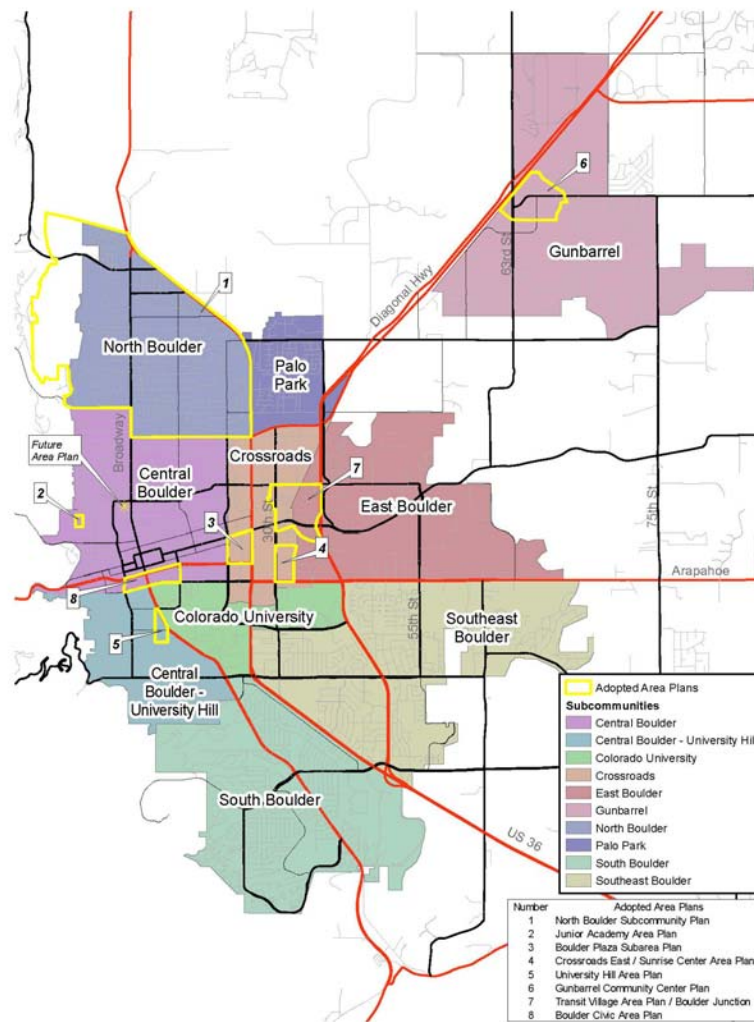 6
63rd St
Gunbarrel
Diagonal Hwy
1
North Boulder
Palo
Park
Broadway
Future
Area Plan
Crossroads
7
Central
Boulder
2
30th St
East Boulder
75th St
3
4
Arapahoe
8
Colorado University
55th St
Southeast
Boulder
5
Central
Boulder -
University Hill
South Boulder
US 36
Adopted Area Plans
Subcommunities
Central Boulder
Central Boulder - University Hill
Colorado University
Crossroads
East Boulder
Gunbarrel
North Boulder
Palo Park
South Boulder
Southeast Boulder
Number Adopted Area Plans
1 North Boulder Subcommunity Plan
2 Junior Academy Area Plan
3 Boulder Plaza Subarea Plan
4 Crossroads East / Sunrise Center Area Plan
5 University Hill Area Plan
6 Gunbarrel Community Center Plan
7 Transit Village Area Plan / Boulder Junction
8 Boulder Civic Area Plan